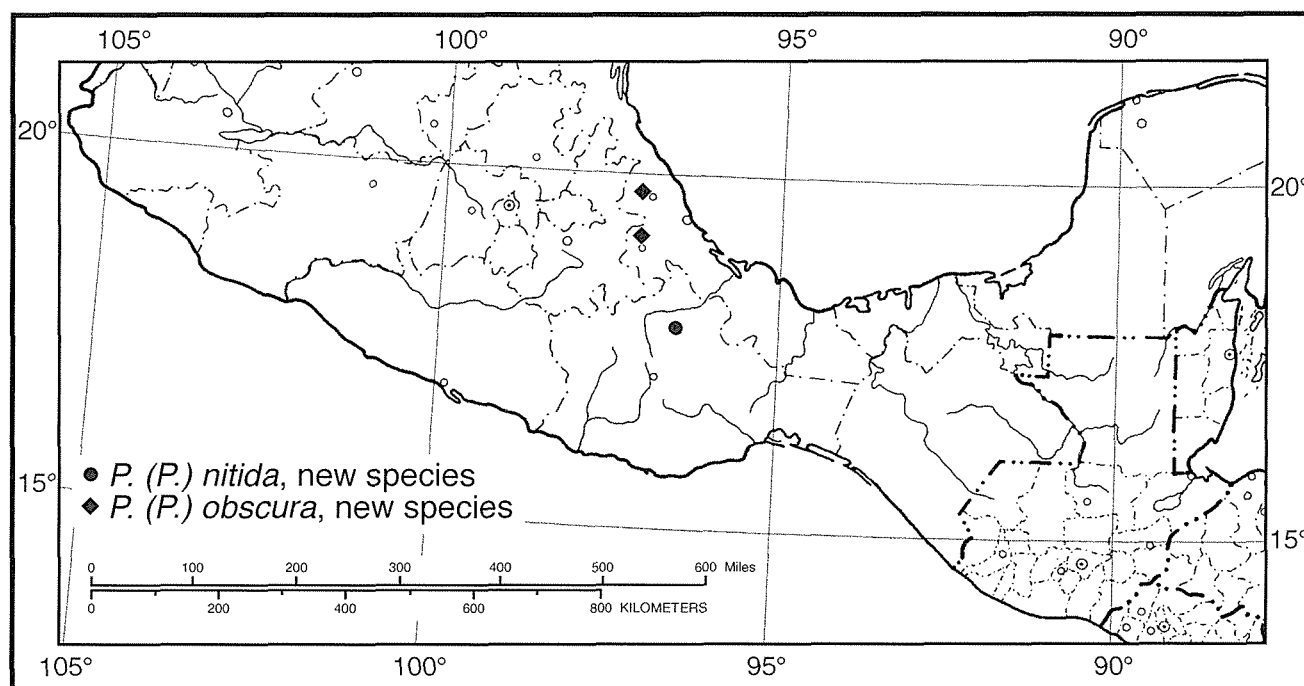 105° 100° 95° 90°
20° 20°
● P. (P.) nitida, new species
15° ◆ P. (P.) obscura, new species 15°
0 100 200 300 400 500 600 Miles
0 200 400 600 800 KILOMETERS
105° 100° 95° 90°